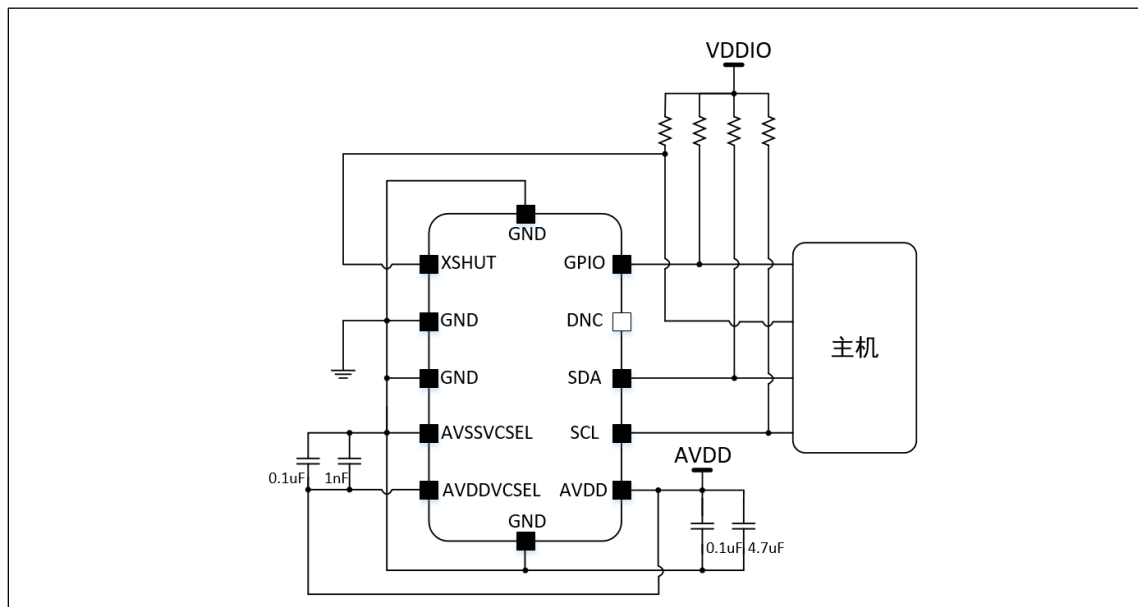 VDDIO
GND
XSHUT
GPIO
GND
DNC
主机
GND
SDA
AVSSVCSEL
SCL
0.1uF
1nF
AVDD
AVDDVCSEL
AVDD
GND
0.1uF
4.7uF